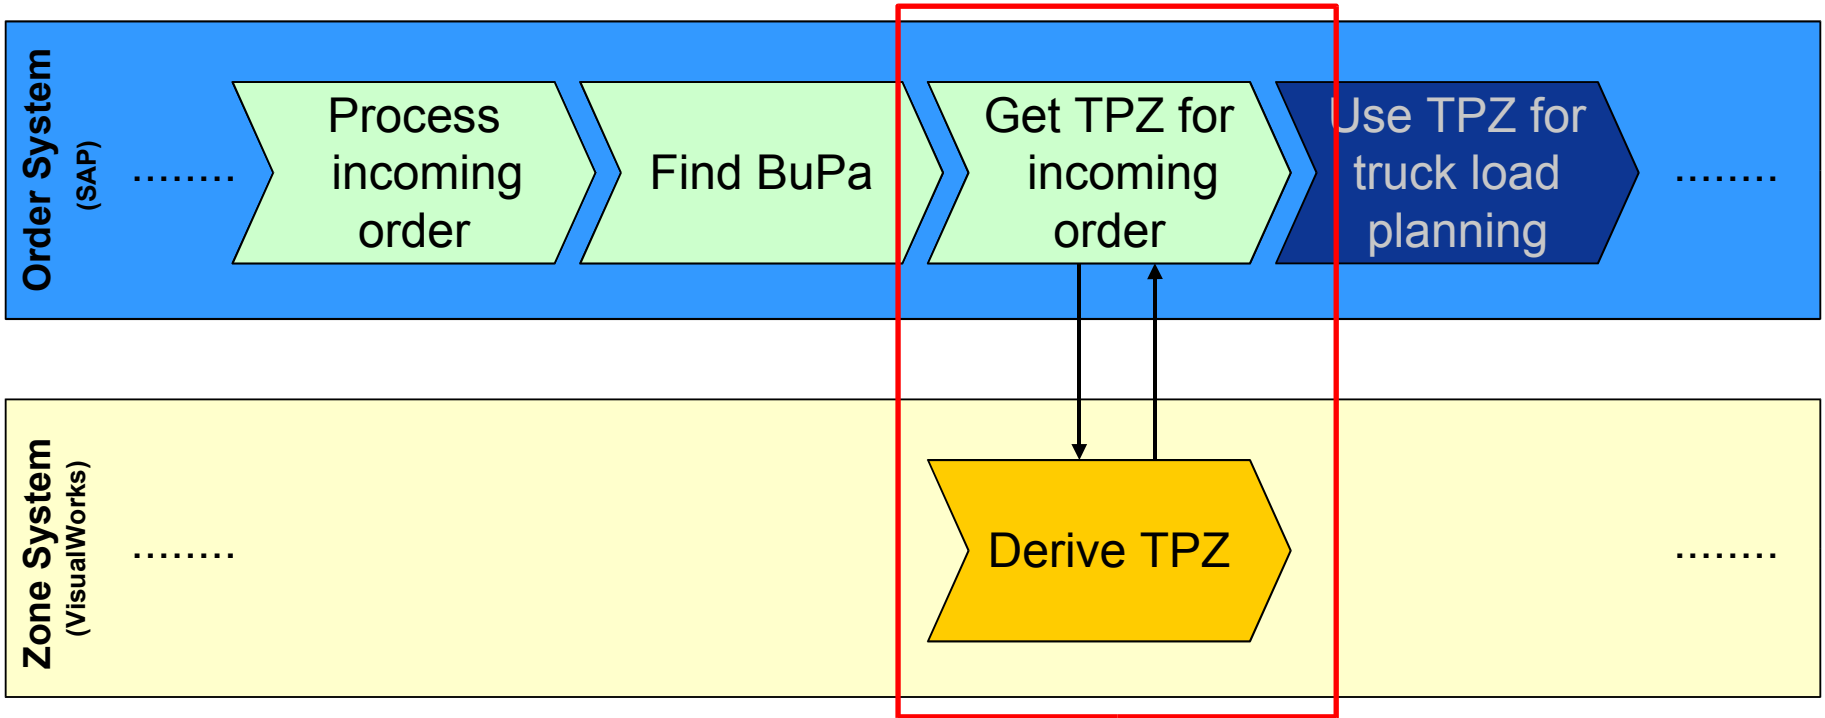 Order System
(SAP)
........
Process
incoming
order
Find BuPa
Get TPZ for
incoming
order
Use TPZ for
truck load
planning
........
Zone System
(VisualWorks)
........
Derive TPZ
........